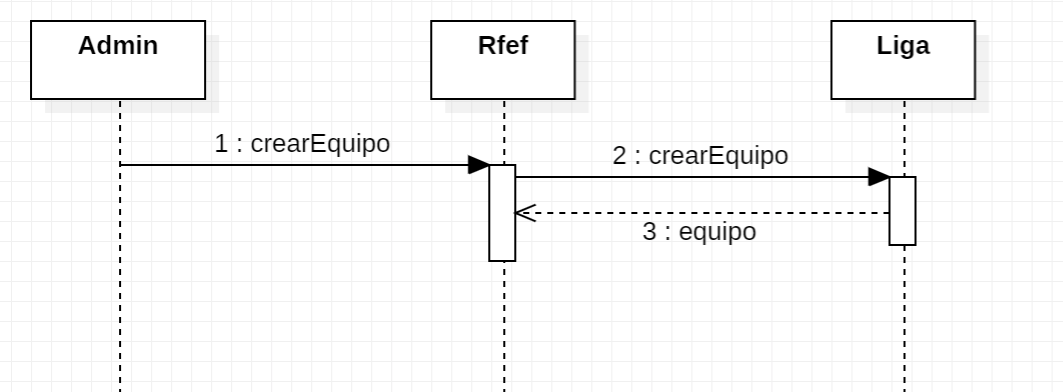 Admin
Rfef
Liga
1 : crearEquipo
2 : crearEquipo
3 : equipo